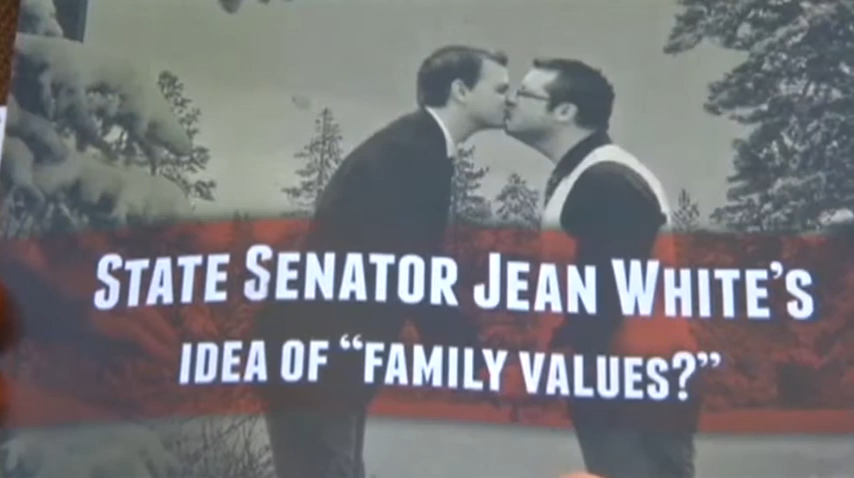 STATE SENATOR JEAN WHITE'S
IDEA OF “FAMILY VALUES?”